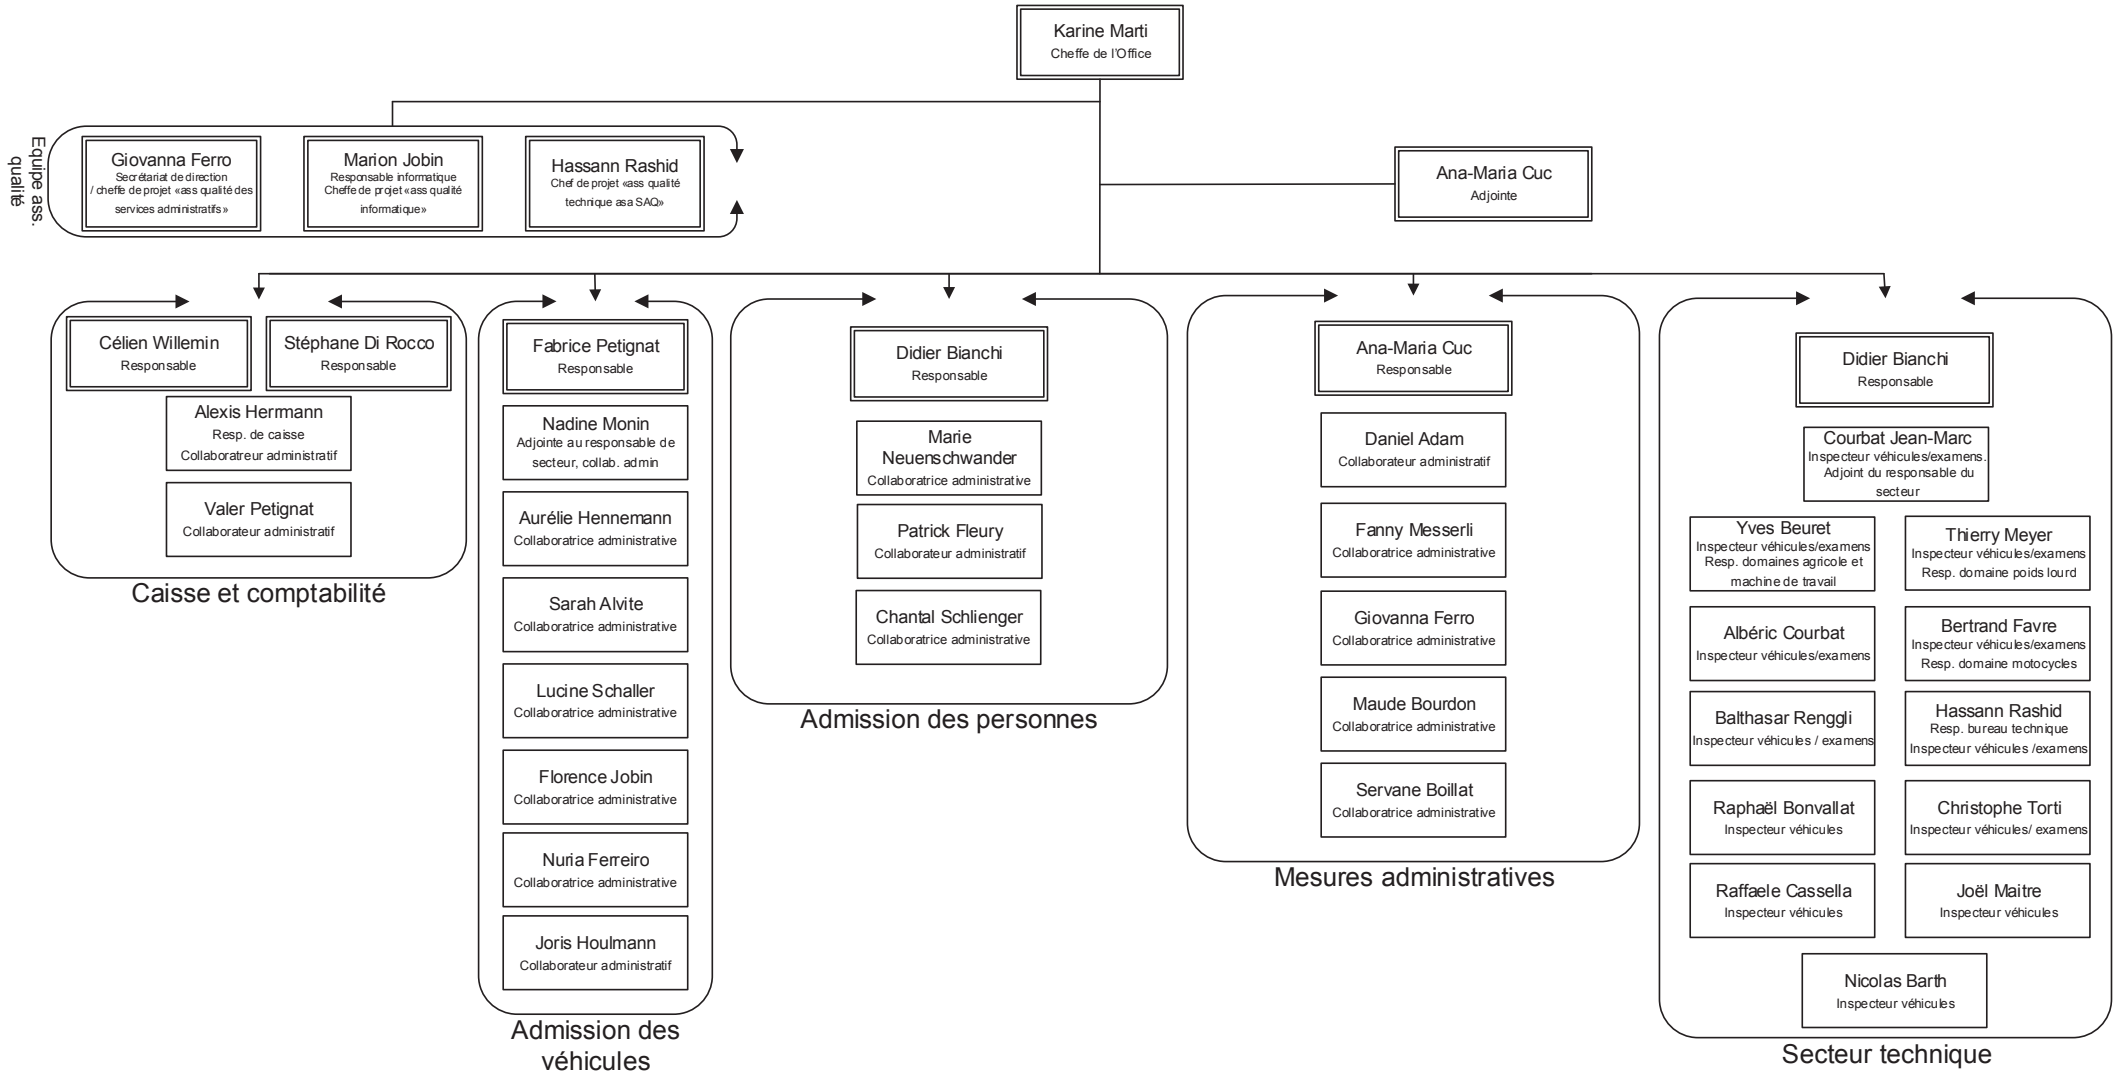 Karine Marti
Cheffe de l'Office
Equipe ass.
qualité
Giovanna Ferro
Secrétariat de direction
/ cheffe de projet «ass qualité des
services administratifs»
Marion Jobin
Responsable informatique
Cheffe de projet «ass qualité
informatique»
Hassann Rashid
Chef de projet «ass qualité
technique asa SAQ»
Ana-Maria Cuc
Adjointe
Célien Willemin
Responsable
Stéphane Di Rocco
Responsable
Alexis Herrmann
Resp. de caisse
Collaboratreur administratif
Valer Petignat
Collaborateur administratif
Caisse et comptabilité
Fabrice Petignat
Responsable
Nadine Monin
Adjointe au responsable de
secteur, collab. admin
Aurélie Hennemann
Collaboratrice administrative
Sarah Alvite
Collaboratrice administrative
Lucine Schaller
Collaboratrice administrative
Florence Jobin
Collaboratrice administrative
Nuria Ferreiro
Collaboratrice administrative
Joris Houlmann
Collaborateur administratif
Admission des
véhicules
Didier Bianchi
Responsable
Marie
Neuenschwander
Collaboratrice administrative
Patrick Fleury
Collaborateur administratif
Chantal Schlienger
Collaboratrice administrative
Admission des personnes
Ana-Maria Cuc
Responsable
Daniel Adam
Collaborateur administratif
Fanny Messerli
Collaboratrice administrative
Giovanna Ferro
Collaboratrice administrative
Maude Bourdon
Collaboratrice administrative
Servane Boillat
Collaboratrice administrative
Mesures administratives
Didier Bianchi
Responsable
Courbat Jean-Marc
Inspecteur véhicules/examens.
Adjoint du responsable du
secteur
Yves Beuret
Inspecteur véhicules/examens
Resp. domaines agricole et
machine de travail
Thierry Meyer
Inspecteur véhicules/examens
Resp. domaine poids lourd
Albéric Courbat
Inspecteur véhicules/examens
Bertrand Favre
Inspecteur véhicules/examens
Resp. domaine motocycles
Balthasar Renggli
Inspecteur véhicules / examens
Hassann Rashid
Resp. bureau technique
Inspecteur véhicules /examens
Raphaël Bonvallat
Inspecteur véhicules
Christophe Torti
Inspecteur véhicules/ examens
Raffaele Cassella
Inspecteur véhicules
Joël Maitre
Inspecteur véhicules
Nicolas Barth
Inspecteur véhicules
Secteur technique